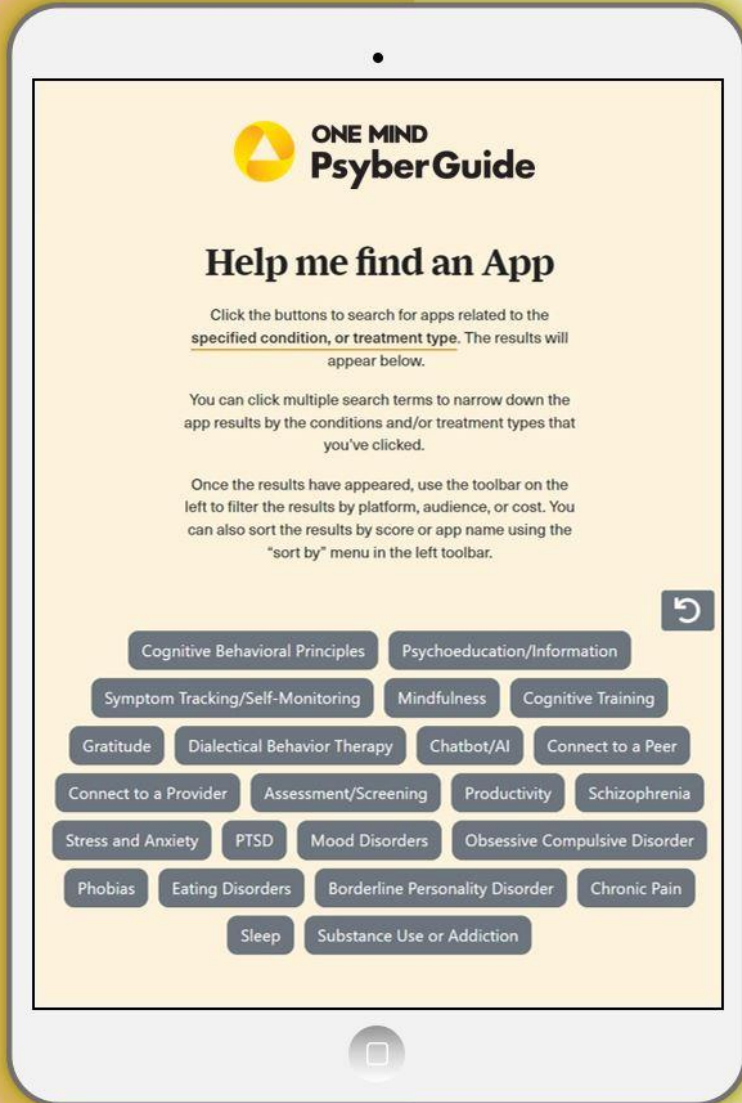 ONE MIND
PsyberGuide
Help me find an App
Click the buttons to search for apps related to the
specified condition, or treatment type. The results will
appear below.
You can click multiple search terms to narrow down the
app results by the conditions and/or treatment types that
you've clicked.
Once the results have appeared, use the toolbar on the
left to filter the results by platform, audience, or cost. You
can also sort the results by score or app name using the
“sort by” menu in the left toolbar.
Cognitive Behavioral Principles Psychoeducation/Information
Symptom Tracking/Self-Monitoring Mindfulness Cognitive Training
Gratitude Dialectical Behavior Therapy Chatbot/AI Connect to a Peer
Connect to a Provider Assessment/Screening Productivity Schizophrenia
Stress and Anxiety PTSD Mood Disorders Obsessive Compulsive Disorder
Phobias Eating Disorders Borderline Personality Disorder Chronic Pain
Sleep Substance Use or Addiction